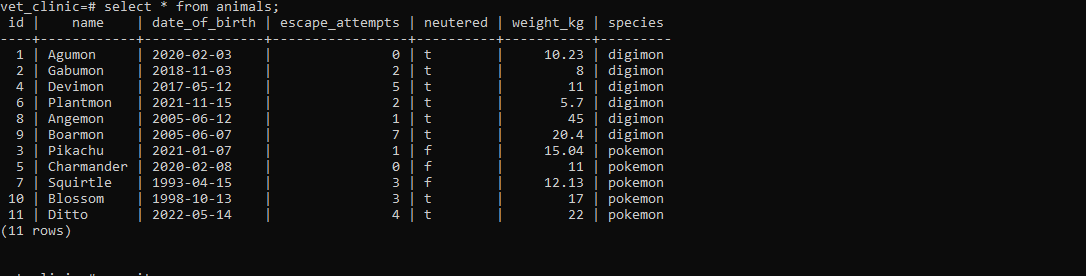 vet_clinic=# select * from animals;
 id |    name    | date_of_birth | escape_attempts | neutered | weight_kg | species
----+------------+---------------+-----------------+----------+-----------+---------
  1 | Agumon     | 2020-02-03    |               0 | t        |     10.23 | digimon
  2 | Gabumon    | 2018-11-03    |               2 | t        |         8 | digimon
  4 | Devimon    | 2017-05-12    |               5 | t        |        11 | digimon
  6 | Plantmon   | 2021-11-15    |               2 | t        |       5.7 | digimon
  8 | Angemon    | 2005-06-12    |               1 | t        |        45 | digimon
  9 | Boarmon    | 2005-06-07    |               7 | t        |      20.4 | digimon
  3 | Pikachu    | 2021-01-07    |               1 | f        |     15.04 | pokemon
  5 | Charmander | 2020-02-08    |               0 | f        |        11 | pokemon
  7 | Squirtle   | 1993-04-15    |               3 | f        |     12.13 | pokemon
 10 | Blossom    | 1998-10-13    |               3 | t        |        17 | pokemon
 11 | Ditto      | 2022-05-14    |               4 | t        |        22 | pokemon
(11 rows)